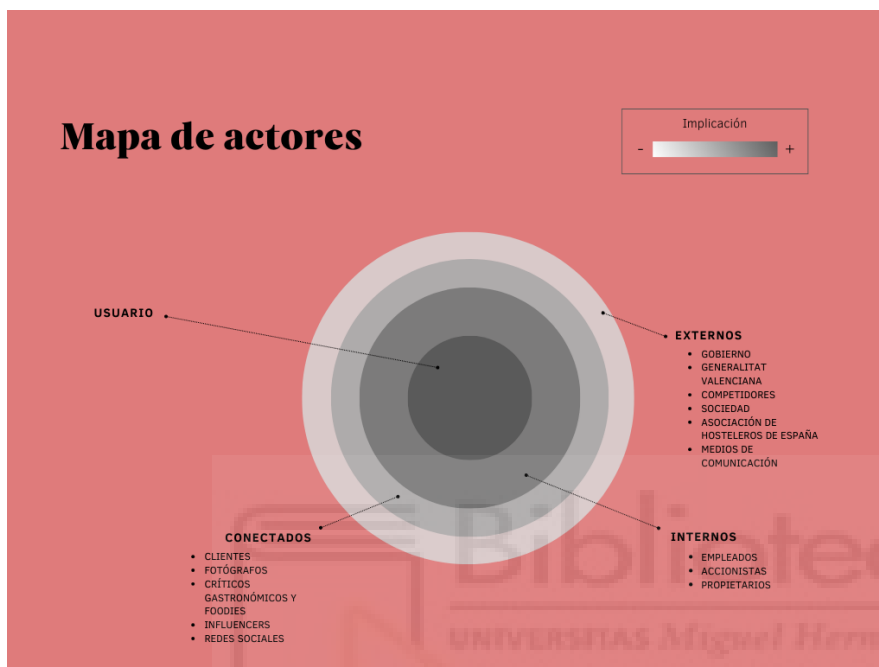 Mapa de actores
Implicación
- +
USUARIO
EXTERNOS
• GOBIERNO
• GENERALITAT
VALENCIANA
• COMPETIDORES
• SOCIEDAD
• ASOCIACIÓN DE
HOSTELEROS DE ESPAÑA
• MEDIOS DE
COMUNICACIÓN
CONECTADOS
• CLIENTES
• FOTÓGRAFOS
• CRÍTICOS
GASTRONÓMICOS Y
FOODIES
• INFLUENCERS
• REDES SOCIALES
INTERNOS
• EMPLEADOS
• ACCIONISTAS
• PROPIETARIOS
Bibliote
UNIVERSITAS Miguel Hern